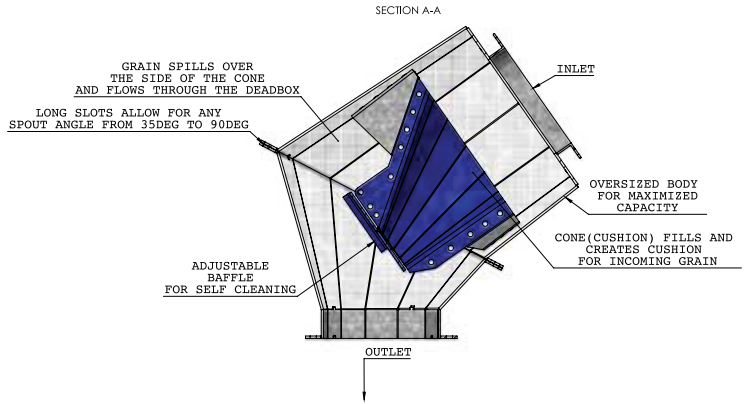 SECTION A-A
GRAIN SPILLS OVER
THE SIDE OF THE CONE
AND FLOWS THROUGH THE DEADBOX
INLET
LONG SLOTS ALLOW FOR ANY
SPOUT ANGLE FROM 35DEG TO 90DEG
OVERSIZED BODY
FOR MAXIMIZED
CAPACITY
CONE(CUSHION) FILLS AND
CREATES CUSHION
FOR INCOMING GRAIN
ADJUSTABLE
BAFFLE
FOR SELF CLEANING
OUTLET